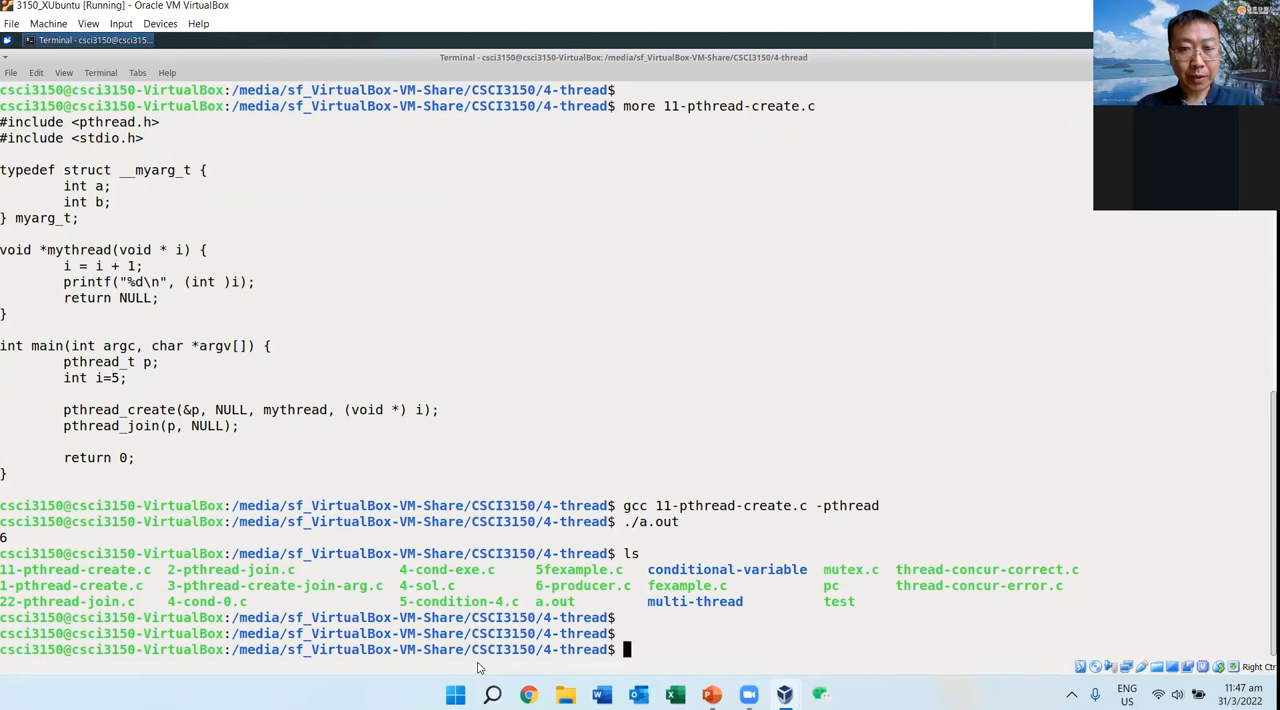 3150_XUbuntu [Running] - Oracle VM VirtualBox
File Machine View Input Devices Help
Terminal - csci3150@csci315...
Terminal - csci3150@csci3150-VirtualBox: /media/sf_VirtualBox-VM-Share/CSCI3150/4-thread
File Edit View Terminal Tabs Help
csci3150@csci3150-VirtualBox:/media/sf_VirtualBox-VM-Share/CSCI3150/4-thread$
csci3150@csci3150-VirtualBox:/media/sf_VirtualBox-VM-Share/CSCI3150/4-thread$ more 11-pthread-create.c
#include <pthread.h>
#include <stdio.h>
typedef struct __myarg_t {
int a;
int b;
} myarg_t;
void *mythread(void * i) {
i = i + 1;
printf("%d\n", (int )i);
return NULL;
}
int main(int argc, char *argv[]) {
pthread_t p;
int i=5;
pthread_create(&p, NULL, mythread, (void *) i);
pthread_join(p, NULL);
return 0;
}
csci3150@csci3150-VirtualBox:/media/sf_VirtualBox-VM-Share/CSCI3150/4-thread$ gcc 11-pthread-create.c -pthread
csci3150@csci3150-VirtualBox:/media/sf_VirtualBox-VM-Share/CSCI3150/4-thread$ ./a.out
6
csci3150@csci3150-VirtualBox:/media/sf_VirtualBox-VM-Share/CSCI3150/4-thread$ ls
11-pthread-create.c 2-pthread-join.c 4-cond-exe.c 5fexample.c conditional-variable mutex.c thread-concur-correct.c
1-pthread-create.c 3-pthread-create-join-arg.c 4-sol.c 6-producer.c fexample.c pc thread-concur-error.c
22-pthread-join.c 4-cond-0.c 5-condition-4.c a.out multi-thread test
csci3150@csci3150-VirtualBox:/media/sf_VirtualBox-VM-Share/CSCI3150/4-thread$
csci3150@csci3150-VirtualBox:/media/sf_VirtualBox-VM-Share/CSCI3150/4-thread$
csci3150@csci3150-VirtualBox:/media/sf_VirtualBox-VM-Share/CSCI3150/4-thread$
Right Ctr
ENG
US
11:47 am
31/3/2022